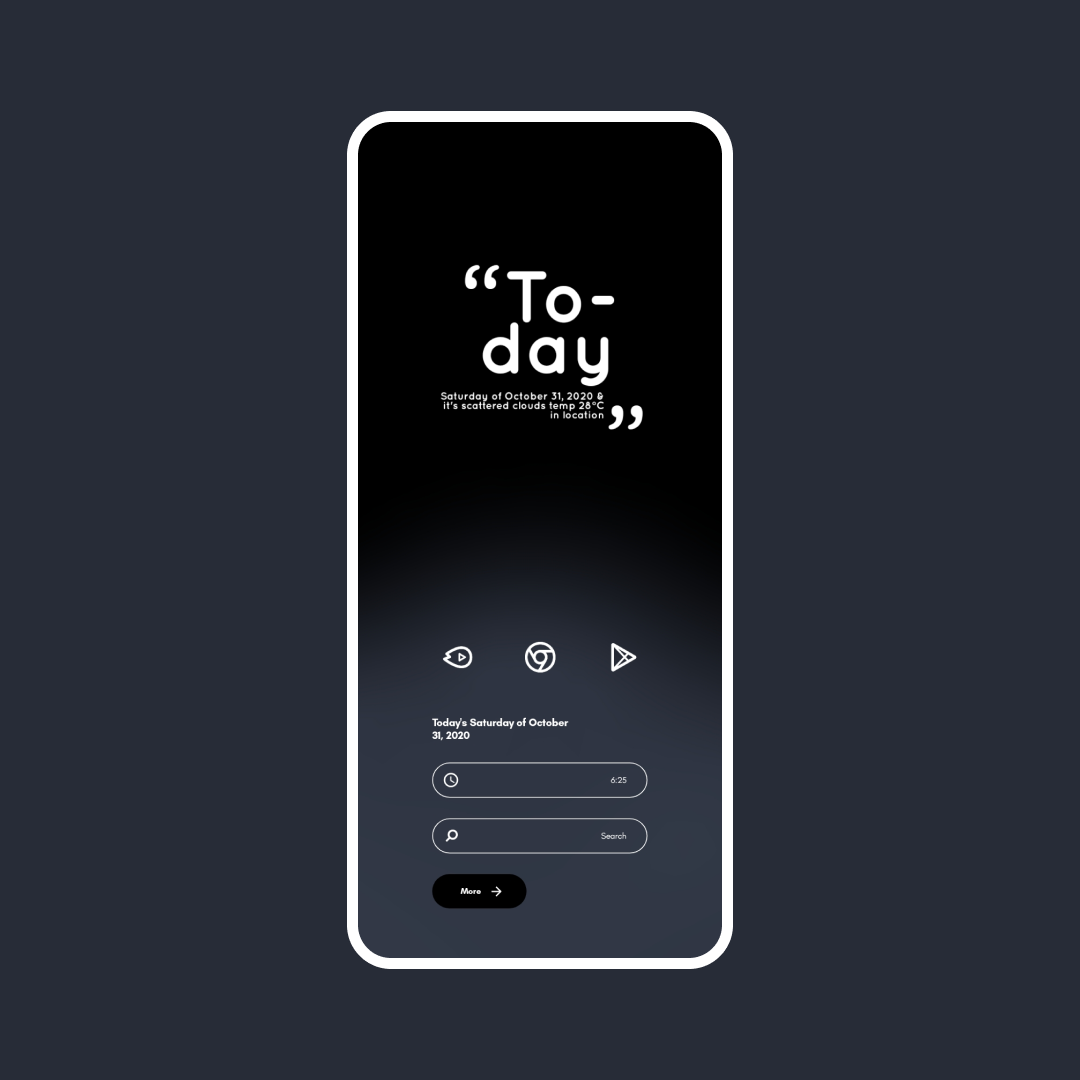 “To-
day
Saturday of October 31, 2020 &
it's scattered clouds temp 28°C
in location ”
Today's Saturday of October
31, 2020
6:25
Search
More